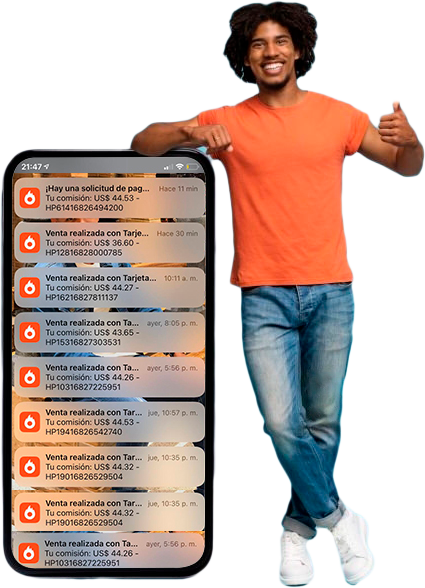 21:47
¡Hay una solicitud de pag... Hace 11 min
Tu comisión: US$ 44.53 -
HP61416826494200
Venta realizada con Tarje... Hace 30 min
Tu comisión: US$ 36.60 -
HP12816828000785
Venta realizada con Tarjeta... 10:11 a. m.
Tu comisión: US$ 44.27 -
HP16216827811137
Venta realizada con Ta... ayer, 8:05 p. m.
Tu comisión: US$ 43.65 -
HP15316827303531
Venta realizada con Ta... ayer, 5:56 p. m.
Tu comisión: US$ 44.26 -
HP10316827225951
Venta realizada con Tar... jue, 10:57 p. m.
Tu comisión: US$ 44.53 -
HP19416826542740
Venta realizada con Tar... jue, 10:35 p. m.
Tu comisión: US$ 44.32 -
HP19016826529504
Venta realizada con Tar... jue, 10:35 p. m.
Tu comisión: US$ 44.32 -
HP19016826529504
Venta realizada con Ta... ayer, 5:56 p. m.
Tu comisión: US$ 44.26 -
HP10316827225951